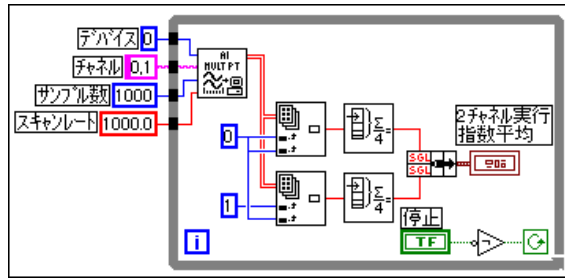 デバイス 0
AI
MULT PT
チャネル 0,1
サンプル数 1000
スキャンレート 1000.0
0
Σ
4
=
2チャネル実行
指数平均
SGL
SGL
1
Σ
4
=
停止
TF
i